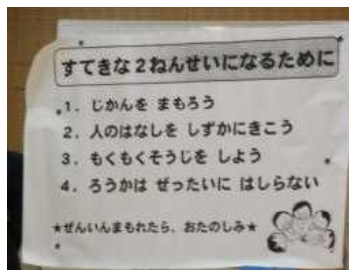 すてきな2ねんせいになるために
1．じかんを まもろう
2．人のはなしを しずかにきこう
3．もくもくそうじを しよう
4．ろうかは ぜったいに はしらない
★ぜんいんまもれたら、おたのしみ★